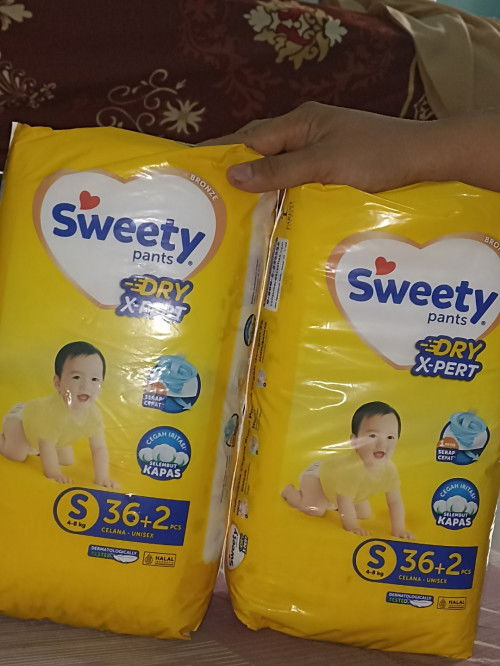 BRONZE
Sweety
pants
DRY
X-PERT
SERAP
CEPAT
CEGAH IRITASI
SELEMBUT
KAPAS
S
4-8 kg
36+2 PCS
CELANA - UNISEX
DERMATOLOGICALLY
TESTED
HALAL
Sweety
pants
DRY
X-PERT
SERAP
CEPAT
CEGAH IRITASI
SELEMBUT
KAPAS
S
4-8 kg
36+2 PCS
CELANA - UNISEX
DERMATOLOGICALLY
TESTED
HALAL
Sweety